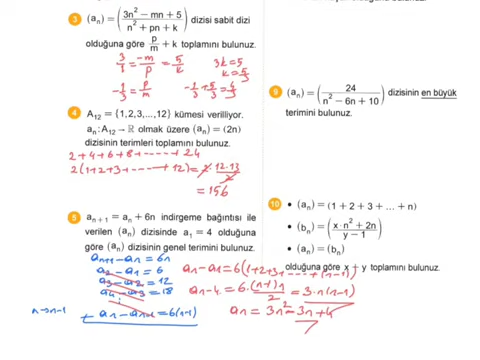 3 (aₙ) = ( 3n² – mn + 5 / n² + pn + k ) dizisi sabit dizi
olduğuna göre p/m + k toplamını bulunuz.
3/1 = -m/p = 5/k 3k=5
k=5/3
-1/3 = p/m -1/3+5/3=4/3
4 A₁₂ = {1,2,3,...,12} kümesi verilliyor.
aₙ:A₁₂→ℝ olmak üzere (aₙ) = (2n)
dizisinin terimleri toplamını bulunuz.
2+4+6+8+-----+24
2(1+2+3+----+12)=2·12·13/2
=156
5 aₙ₊₁ = aₙ + 6n indirgeme bağıntısı ile
verilen (aₙ) dizisinde a₁ = 4 olduğuna
göre (aₙ) dizisinin genel terimini bulunuz.
aₙ₊₁-aₙ=6n
a₂-a₁=6
a₃-a₂=12
a₄-a₃=18
n→n-1
+ aₙ-aₙ₋₁=6(n-1)
aₙ-a₁=6(1+2+3+---+(n-1))
aₙ-4=6·(n-1)n/2=3·n(n-1)
aₙ=3n²-3n+4
9 (aₙ) = ( 24 / n² – 6n + 10 ) dizisinin en büyük
terimini bulunuz.
10 • (aₙ) = (1 + 2 + 3 + ... + n)
• (bₙ) = ( x·n² + 2n / y – 1 )
• (aₙ) = (bₙ)
olduğuna göre x + y toplamını bulunuz.